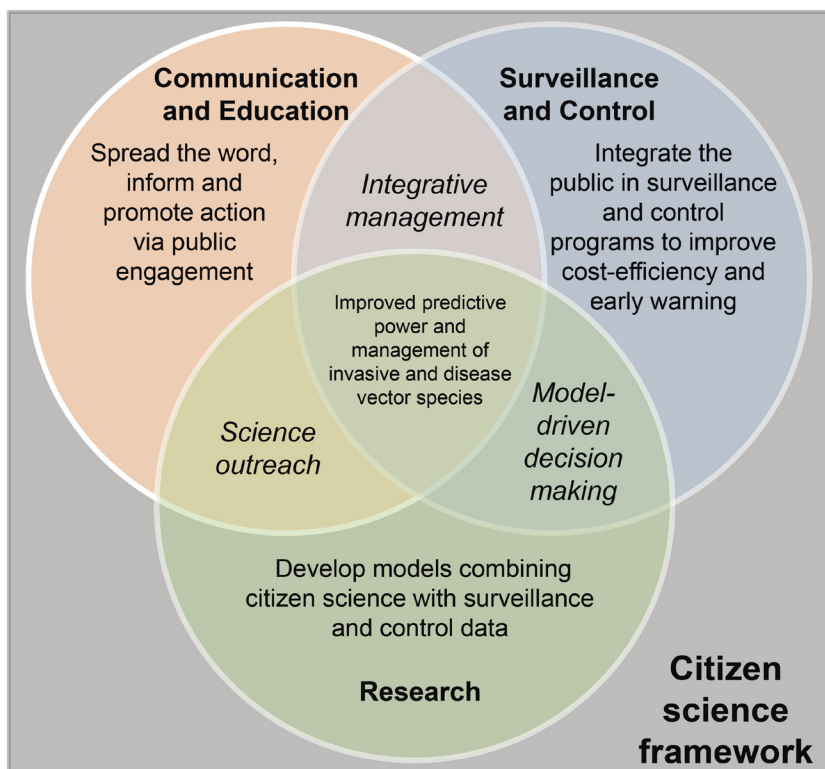 Communication
and Education
Spread the word,
inform and
promote action
via public
engagement
Surveillance
and Control
Integrate the
public in surveillance
and control
programs to improve
cost-efficiency and
early warning
Integrative
management
Improved predictive
power and
management of
invasive and disease
vector species
Science
outreach
Model-
driven
decision
making
Develop models combining
citizen science with surveillance
and control data
Research
Citizen
science
framework